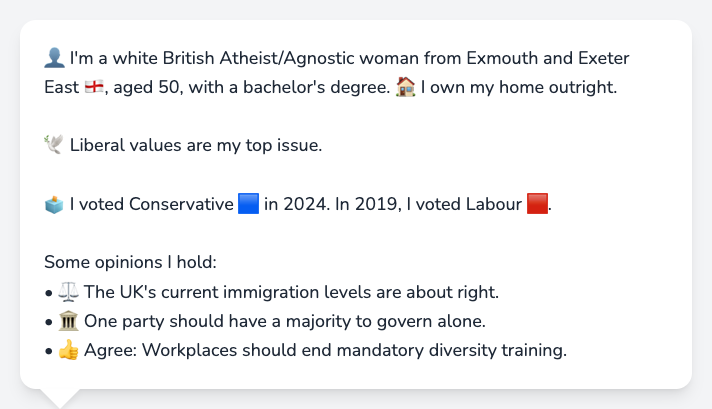 👤 I'm a white British Atheist/Agnostic woman from Exmouth and Exeter
East 🏴󠁧󠁢󠁥󠁮󠁧󠁿, aged 50, with a bachelor's degree. 🏠 I own my home outright.
🕊️ Liberal values are my top issue.
🗳️ I voted Conservative 🟦 in 2024. In 2019, I voted Labour 🟥.
Some opinions I hold:
• ⚖️ The UK's current immigration levels are about right.
• 🏛️ One party should have a majority to govern alone.
• 👍 Agree: Workplaces should end mandatory diversity training.